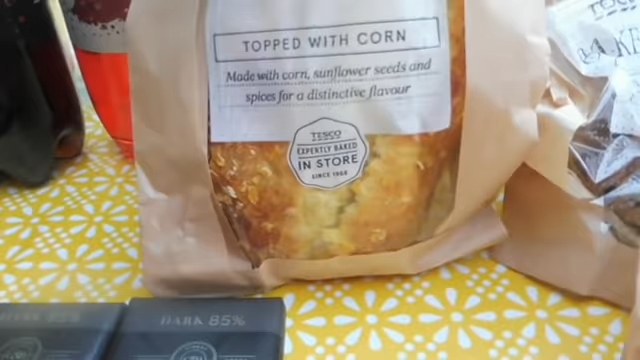 TOPPED WITH CORN
Made with corn, sunflower seeds and
spices for a distinctive flavour
TESCO
EXPERTLY BAKED
IN STORE
SINCE 1968
DARK 85%